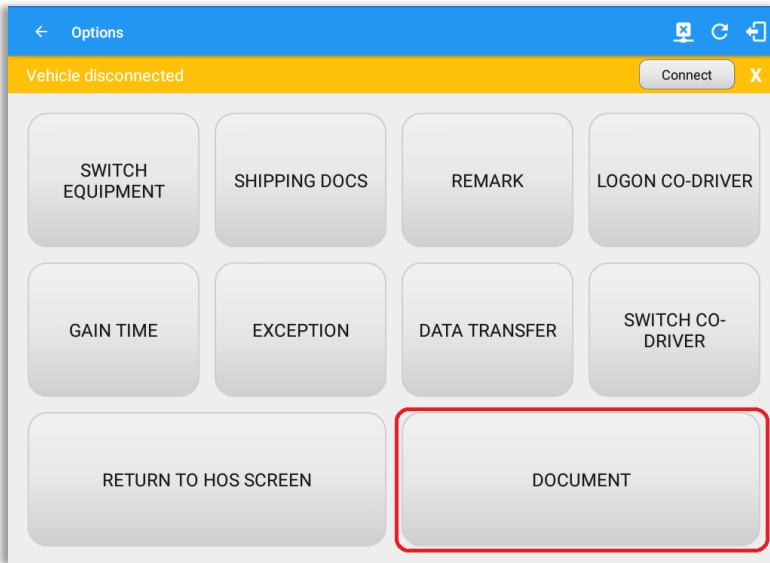 Options
Vehicle disconnected
Connect
X
SWITCH
EQUIPMENT
SHIPPING DOCS
REMARK
LOGON CO-DRIVER
GAIN TIME
EXCEPTION
DATA TRANSFER
SWITCH CO-
DRIVER
RETURN TO HOS SCREEN
DOCUMENT